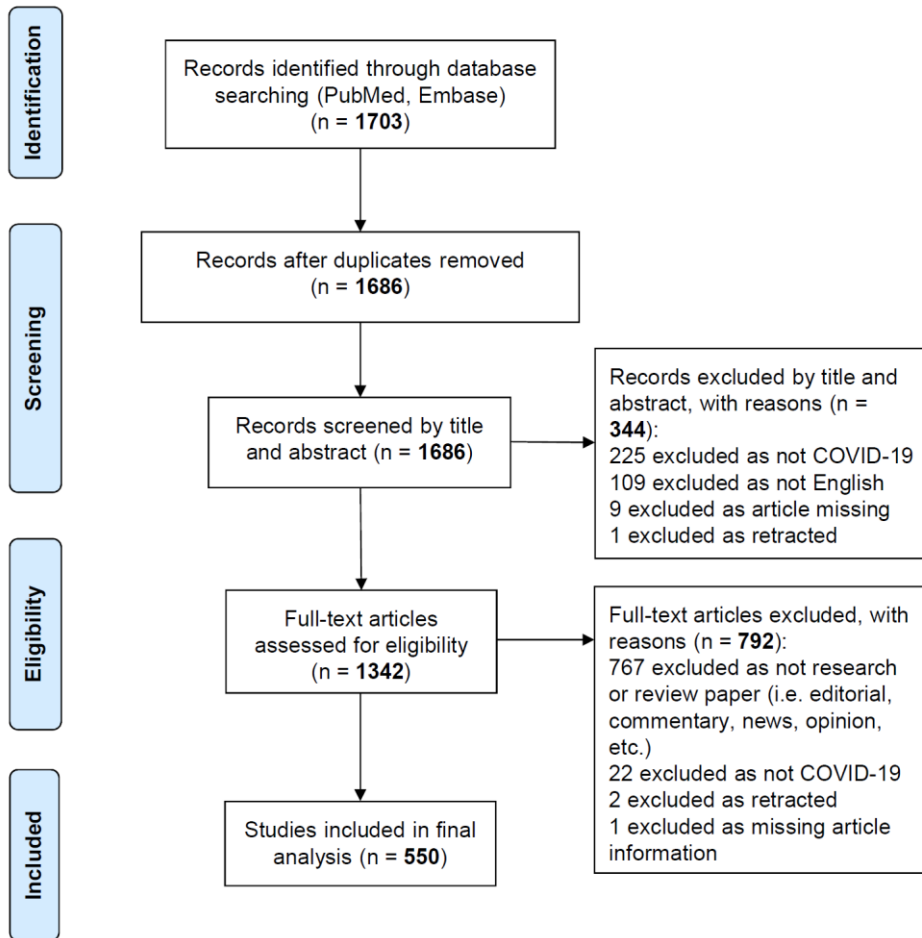 Identification
Records identified through database
searching (PubMed, Embase)
(n = 1703)
Screening
Records after duplicates removed
(n = 1686)
Records screened by title
and abstract (n = 1686)
Records excluded by title and
abstract, with reasons (n =
344):
225 excluded as not COVID-19
109 excluded as not English
9 excluded as article missing
1 excluded as retracted
Eligibility
Full-text articles
assessed for eligibility
(n = 1342)
Full-text articles excluded, with
reasons (n = 792):
767 excluded as not research
or review paper (i.e. editorial,
commentary, news, opinion,
etc.)
22 excluded as not COVID-19
2 excluded as retracted
1 excluded as missing article
information
Included
Studies included in final
analysis (n = 550)